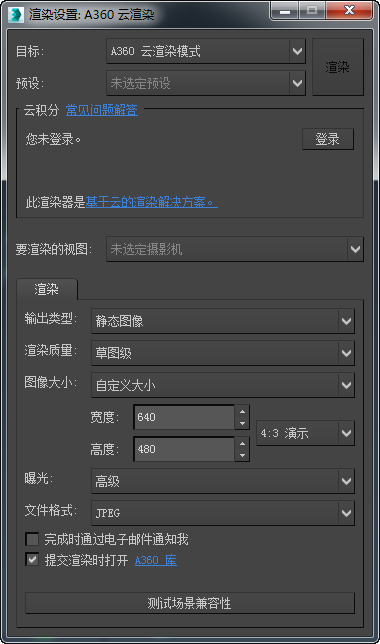 渲染设置: A360 云渲染
目标: A360 云渲染模式 渲染
预设: 未选定预设
云积分 常见问题解答
您未登录。 登录
此渲染器是基于云的渲染解决方案。
要渲染的视图: 未选定摄影机
渲染
输出类型: 静态图像
渲染质量: 草图级
图像大小: 自定义大小
宽度: 640
4:3 演示
高度: 480
曝光: 高级
文件格式: JPEG
完成时通过电子邮件通知我
提交渲染时打开 A360 库
测试场景兼容性